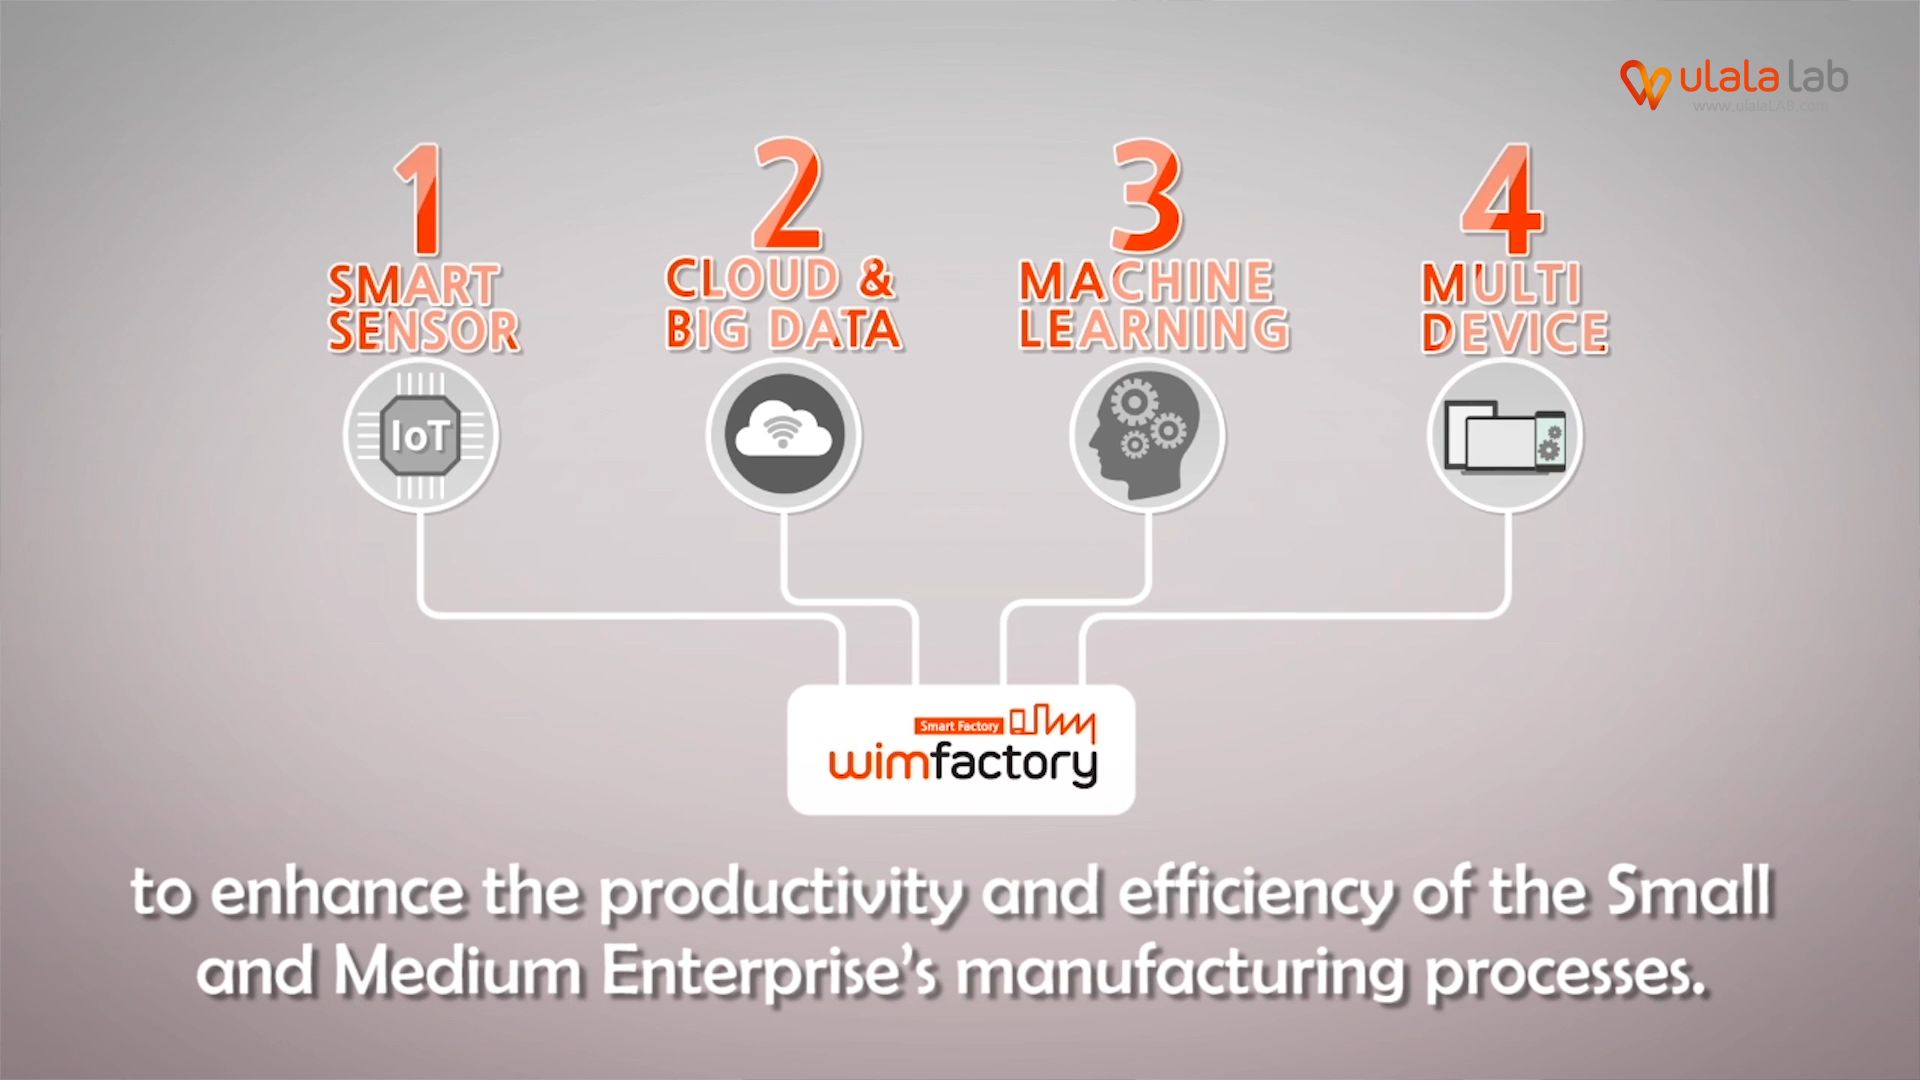 ulala lab
www.ulalaLAB.com
1
SMART
SENSOR
IoT
2
CLOUD &
BIG DATA
3
MACHINE
LEARNING
4
MULTI
DEVICE
Smart Factory
wimfactory
to enhance the productivity and efficiency of the Small
and Medium Enterprise’s manufacturing processes.